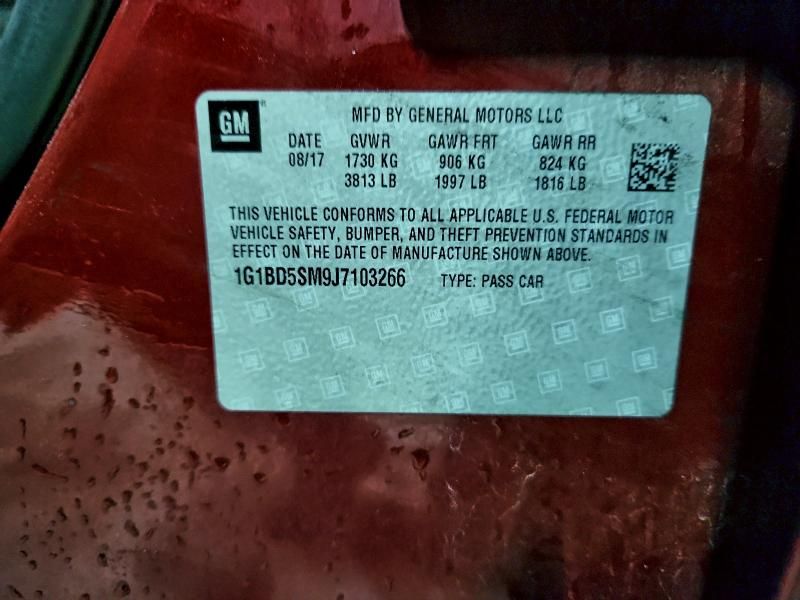 GM
MFD BY GENERAL MOTORS LLC
DATE GVWR GAWR FRT GAWR RR
08/17 1730 KG 906 KG 824 KG
3813 LB 1997 LB 1816 LB
THIS VEHICLE CONFORMS TO ALL APPLICABLE U.S. FEDERAL MOTOR
VEHICLE SAFETY, BUMPER, AND THEFT PREVENTION STANDARDS IN
EFFECT ON THE DATE OF MANUFACTURE SHOWN ABOVE.
1G1BD5SM9J7103266 TYPE: PASS CAR